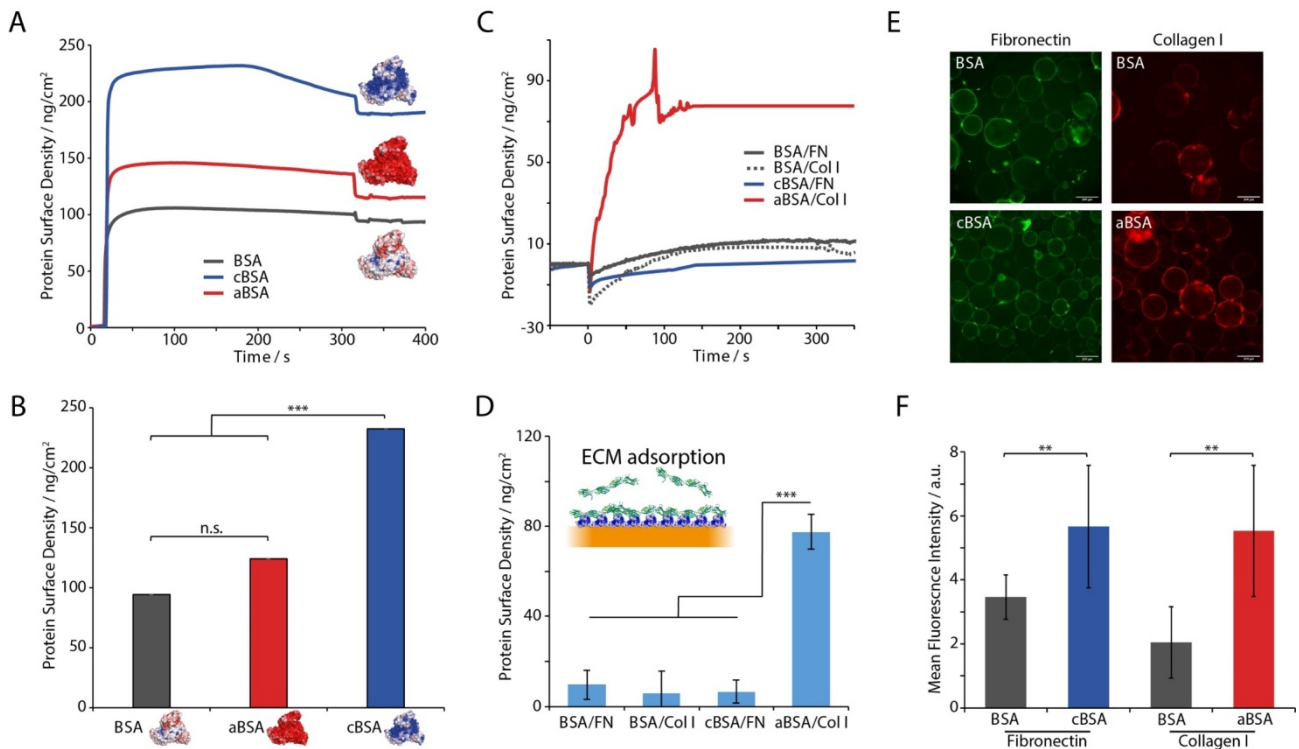 A
Protein Surface Density / ng/cm²
250
200
150
100
50
0
0 100 200 300 400
Time / s
BSA
cBSA
aBSA
C
Protein Surface Density / ng/cm²
90
50
10
-30
0 100 200 300
Time / s
BSA/FN
BSA/Col I
cBSA/FN
aBSA/Col I
E
Fibronectin Collagen I
BSA BSA
cBSA aBSA
B
Protein Surface Density / ng/cm²
250
200
150
100
50
0
***
n.s.
BSA aBSA cBSA
D
Protein Surface Density / ng/cm²
120
80
40
0
ECM adsorption
***
BSA/FN BSA/Col I cBSA/FN aBSA/Col I
F
Mean Fluorescnce Intensity / a.u.
8
6
4
2
0
** **
BSA cBSA BSA aBSA
Fibronectin Collagen I